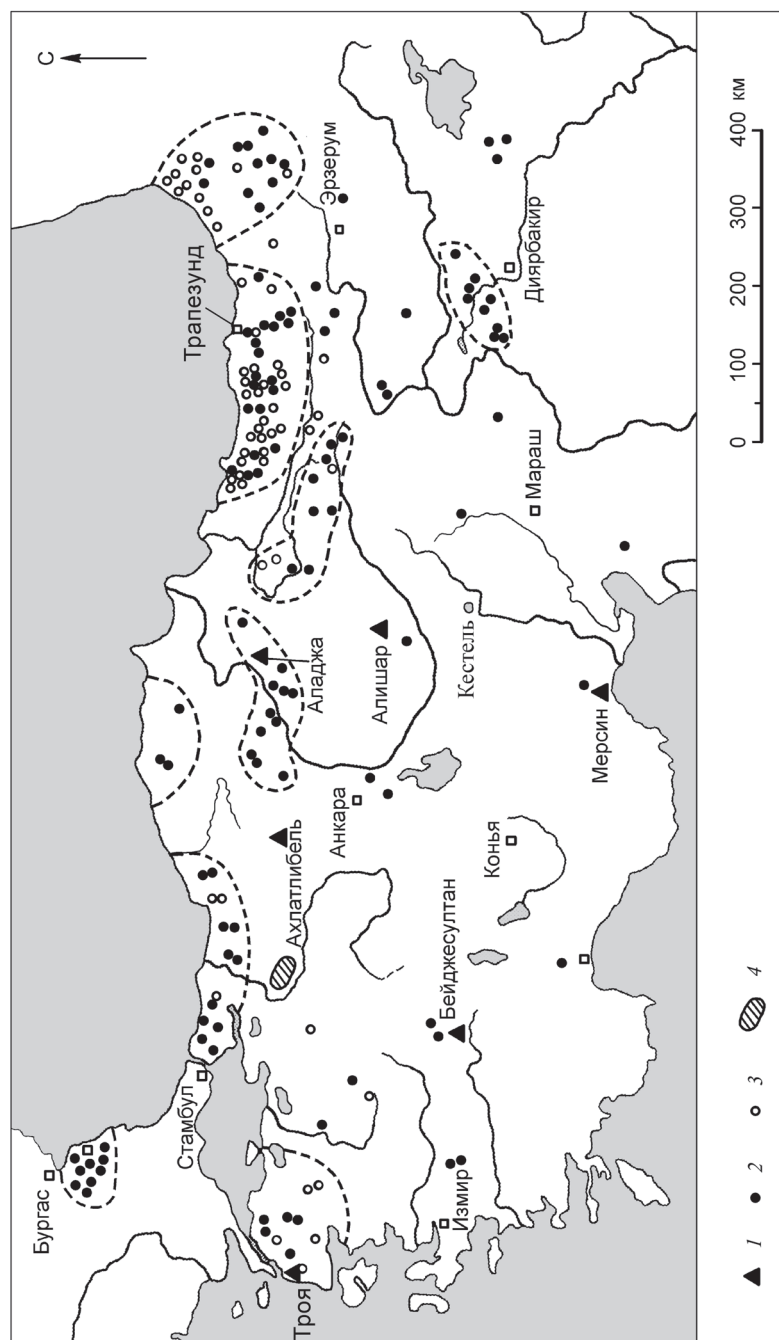 С
Бургас
Стамбул
Троя
Измир
Бейджесултан
Ахлатлибель
Анкара
Конья
Аладжа
Алишар
Кестель
Мерсин
Трапезунд
Эрзерум
Диярбакир
Мараш
0 100 200 300 400 км
1 2 3 4